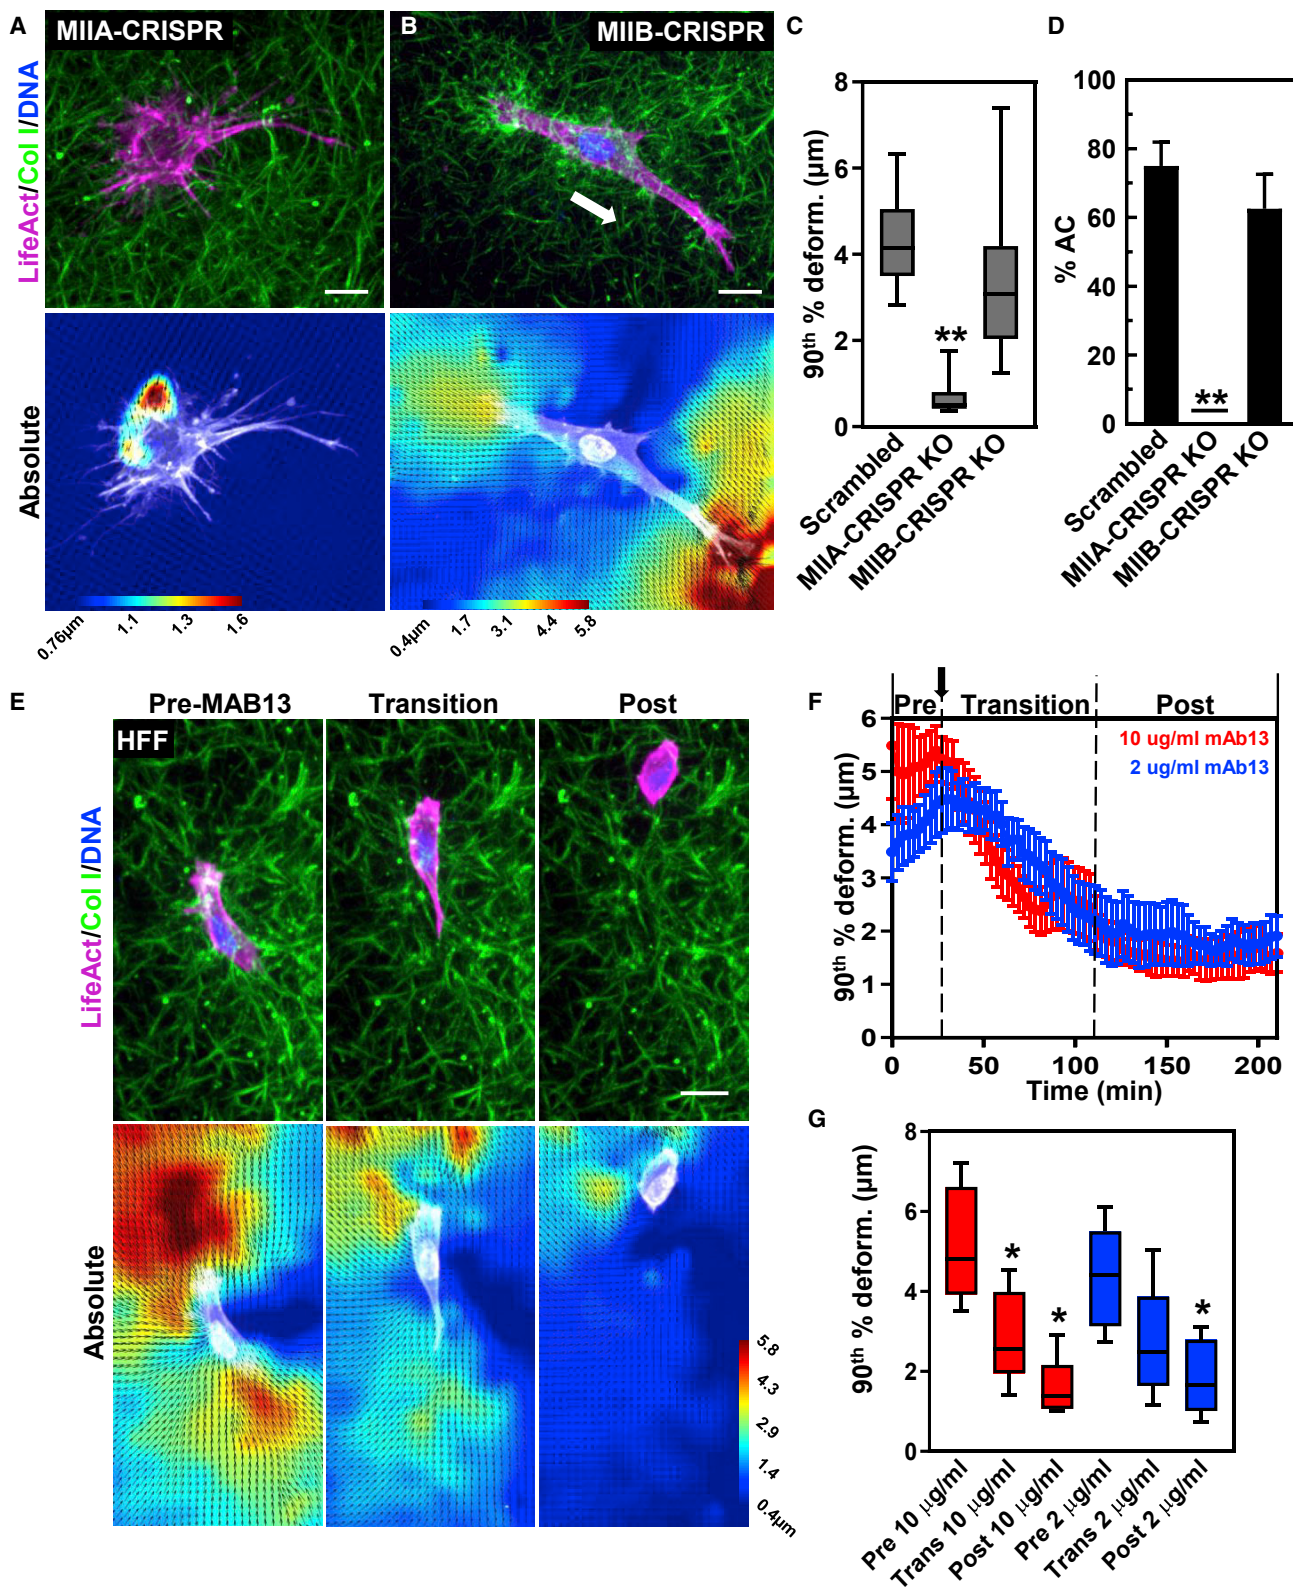 A
MIIA-CRISPR
LifeAct/Col I/DNA
Absolute
0.76µm
1.1
1.3
1.6
B
MIIB-CRISPR
0.4µm
1.7
3.1
4.4
5.8
C
90th % deform. (µm)
8
6
4
2
0
**
Scrambled
MIIA-CRISPR KO
MIIB-CRISPR KO
D
% AC
100
80
60
40
20
0
**
Scrambled
MIIA-CRISPR KO
MIIB-CRISPR KO
E
Pre-MAB13
Transition
Post
HFF
LifeAct/Col I/DNA
Absolute
5.8
4.3
2.9
1.4
0.4µm
F
Pre
Transition
Post
10 ug/ml mAb13
2 ug/ml mAb13
90th % deform. (µm)
6
5
4
3
2
1
0
0
50
100
150
200
Time (min)
G
90th % deform. (µm)
8
6
4
2
0
*
*
*
Pre 10 µg/ml
Trans 10 µg/ml
Post 10 µg/ml
Pre 2 µg/ml
Trans 2 µg/ml
Post 2 µg/ml